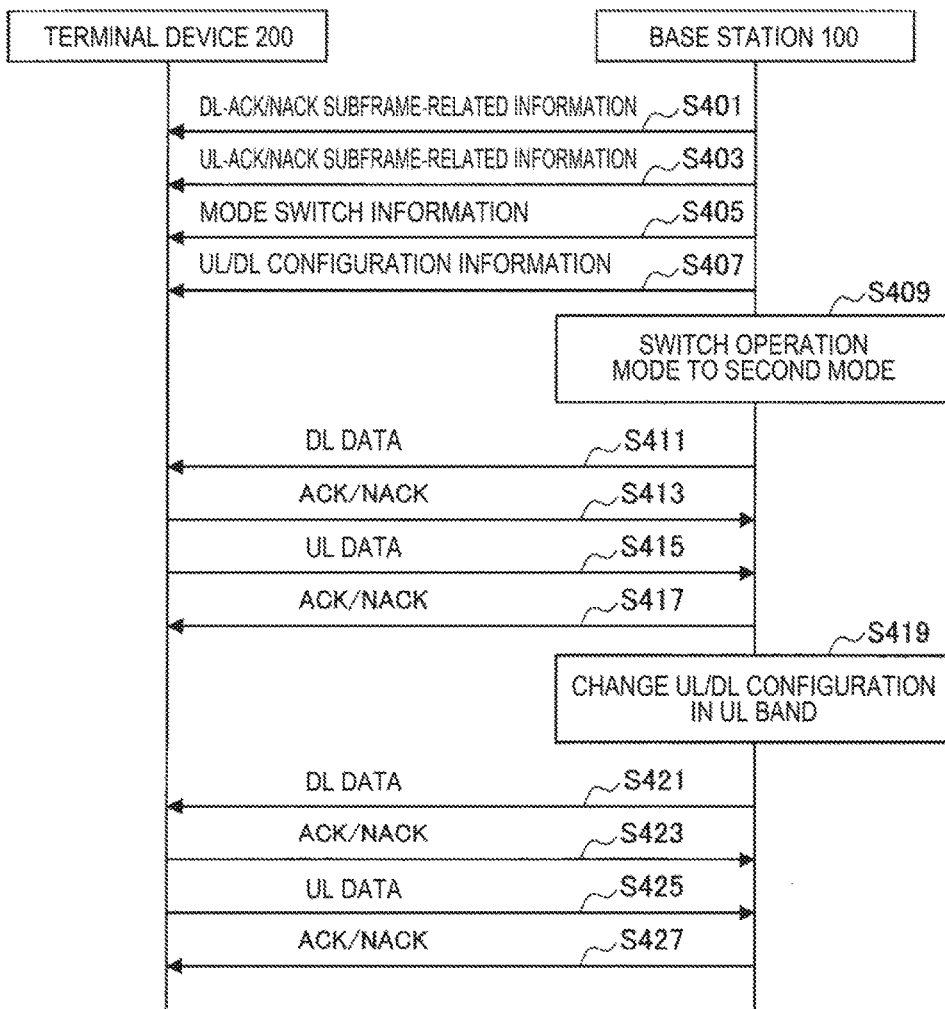 TERMINAL DEVICE 200
BASE STATION 100
DL-ACK/NACK SUBFRAME-RELATED INFORMATION S401
UL-ACK/NACK SUBFRAME-RELATED INFORMATION S403
MODE SWITCH INFORMATION S405
UL/DL CONFIGURATION INFORMATION S407
S409
SWITCH OPERATION
MODE TO SECOND MODE
DL DATA S411
ACK/NACK S413
UL DATA S415
ACK/NACK S417
S419
CHANGE UL/DL CONFIGURATION
IN UL BAND
DL DATA S421
ACK/NACK S423
UL DATA S425
ACK/NACK S427